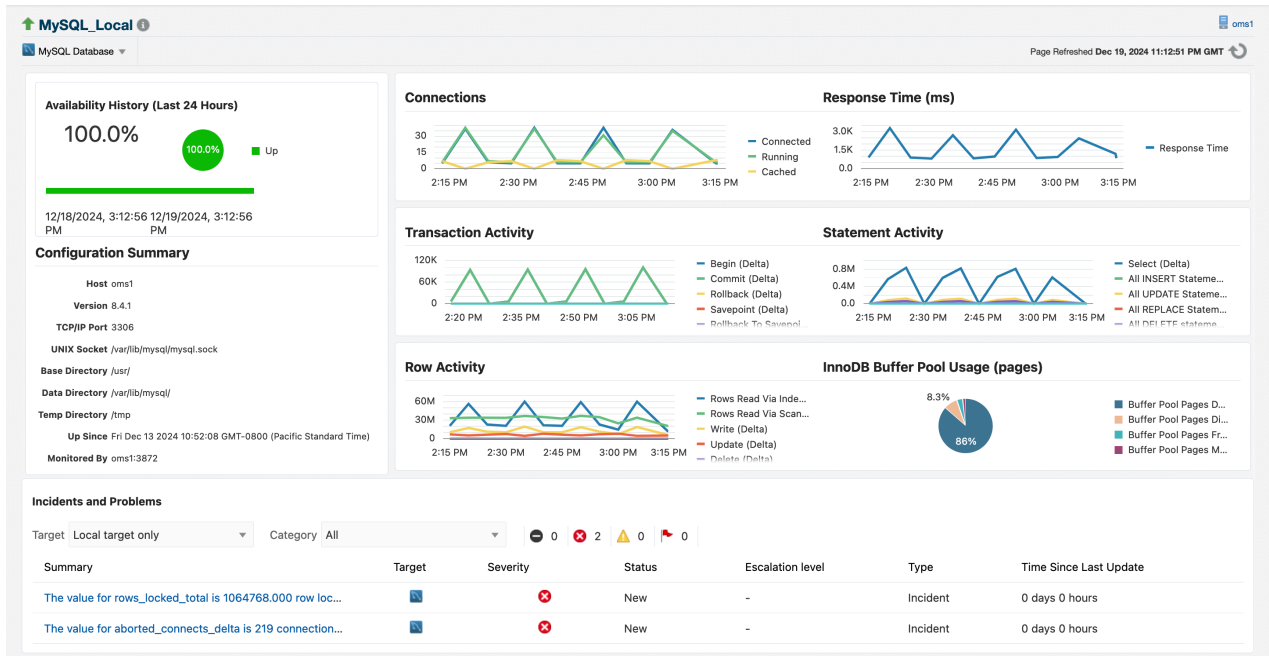 MySQL_Local
oms1
MySQL Database
Page Refreshed Dec 19, 2024 11:12:51 PM GMT
Availability History (Last 24 Hours)
100.0%
100.0%
Up
12/18/2024, 3:12:56 PM
12/19/2024, 3:12:56 PM
Configuration Summary
Host oms1
Version 8.4.1
TCP/IP Port 3306
UNIX Socket /var/lib/mysql/mysql.sock
Base Directory /usr/
Data Directory /var/lib/mysql/
Temp Directory /tmp
Up Since Fri Dec 13 2024 10:52:08 GMT-0800 (Pacific Standard Time)
Monitored By oms1:3872
Connections
30
15
0
2:15 PM 2:30 PM 2:45 PM 3:00 PM 3:15 PM
Connected
Running
Cached
Response Time (ms)
3.0K
1.5K
0.0
2:15 PM 2:30 PM 2:45 PM 3:00 PM 3:15 PM
Response Time
Transaction Activity
120K
60K
0
2:20 PM 2:35 PM 2:50 PM 3:05 PM
Begin (Delta)
Commit (Delta)
Rollback (Delta)
Savepoint (Delta)
Rollback To Savepoi...
Statement Activity
0.8M
0.4M
0.0
2:15 PM 2:30 PM 2:45 PM 3:00 PM 3:15 PM
Select (Delta)
All INSERT Stateme...
All UPDATE Stateme...
All REPLACE Statem...
All DELETE stateme...
Row Activity
60M
30M
0
2:15 PM 2:30 PM 2:45 PM 3:00 PM 3:15 PM
Rows Read Via Inde...
Rows Read Via Scan...
Write (Delta)
Update (Delta)
Delete (Delta)
InnoDB Buffer Pool Usage (pages)
8.3%
86%
Buffer Pool Pages D...
Buffer Pool Pages Di...
Buffer Pool Pages Fr...
Buffer Pool Pages M...
Incidents and Problems
Target Local target only Category All 0 2 0 0
Summary Target Severity Status Escalation level Type Time Since Last Update
The value for rows_locked_total is 1064768.000 row loc... New - Incident 0 days 0 hours
The value for aborted_connects_delta is 219 connection... New - Incident 0 days 0 hours